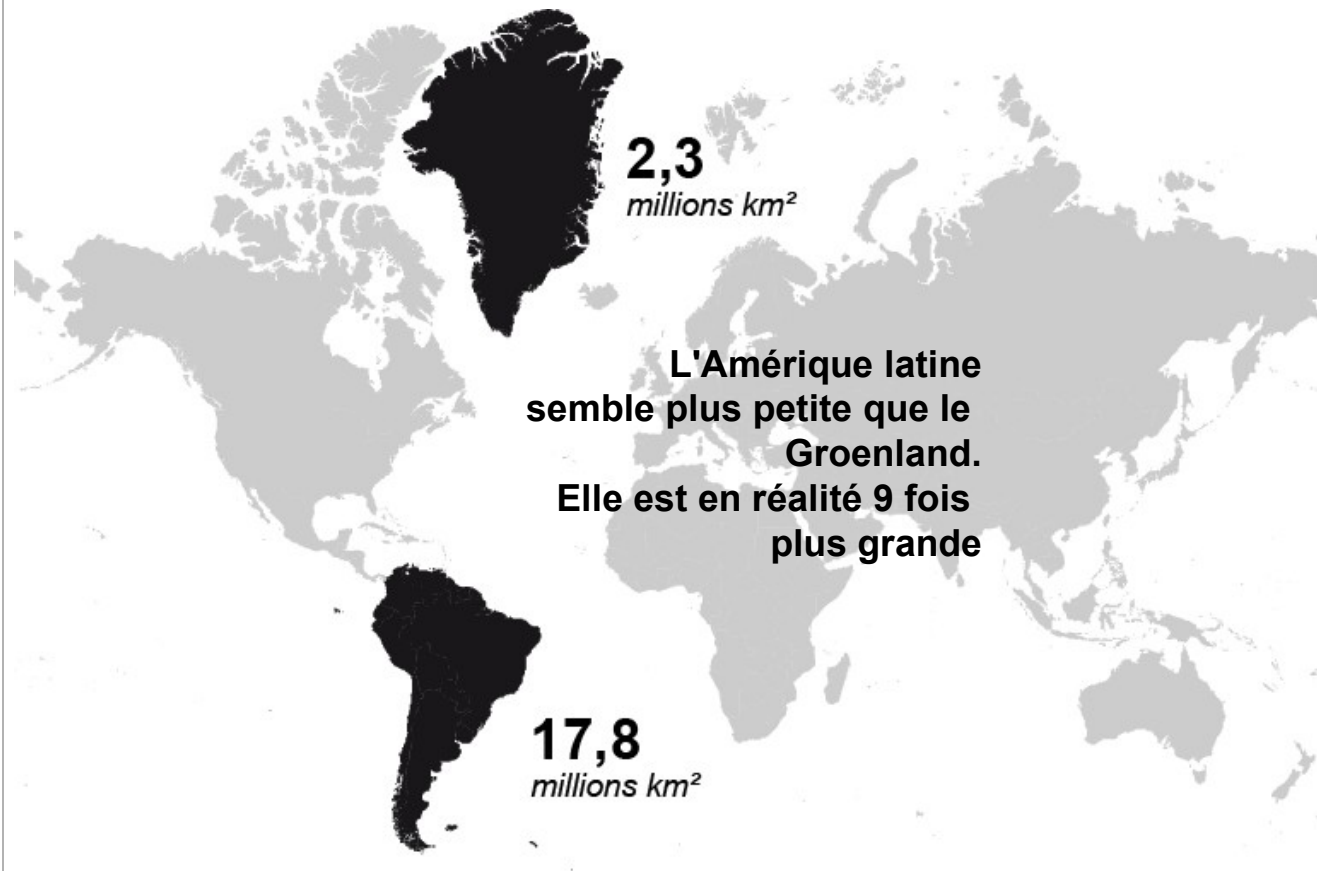 2,3
millions km²
L'Amérique latine
semble plus petite que le
Groenland.
Elle est en réalité 9 fois
plus grande
17,8
millions km²